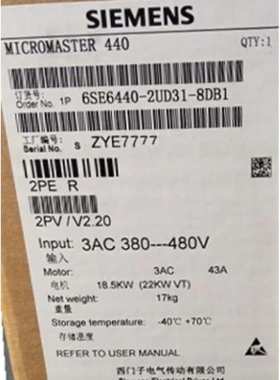 SIEMENS
MICROMASTER 440 QTY:1
订货号:
Order No. 1P 6SE6440-2UD31-8DB1
工厂编号:
Serial No. S ZYE7777
2PE R
2PV / V2.20
Input: 3AC 380---480V
输入
Motor: 3AC 43A
电机 18.5KW (22KW VT)
Net weight: 17kg
Storage temperature: -40℃ +70℃
存储温度
REFER TO USER MANUAL
西门子电气传动有限公司